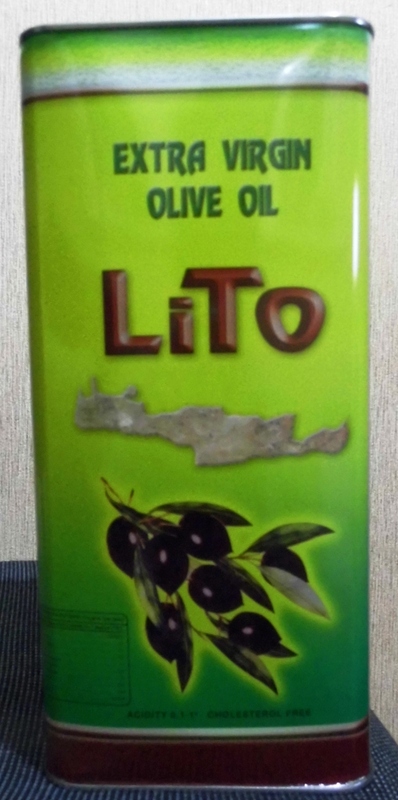 EXTRA VIRGIN
OLIVE OIL
LiTo
CHOLESTEROL FREE